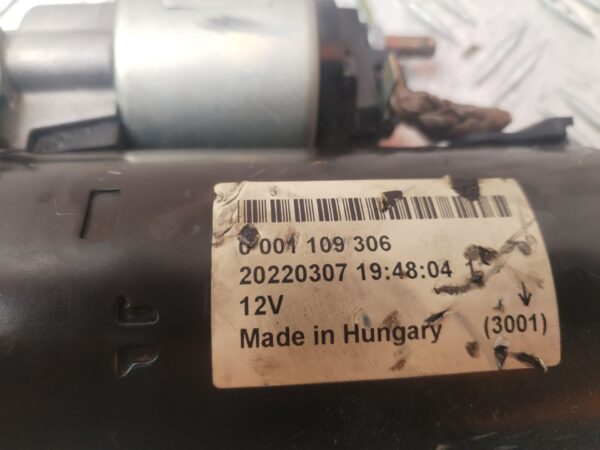 0 001 109 306
20220307 19:48:04
12V
Made in Hungary (3001)